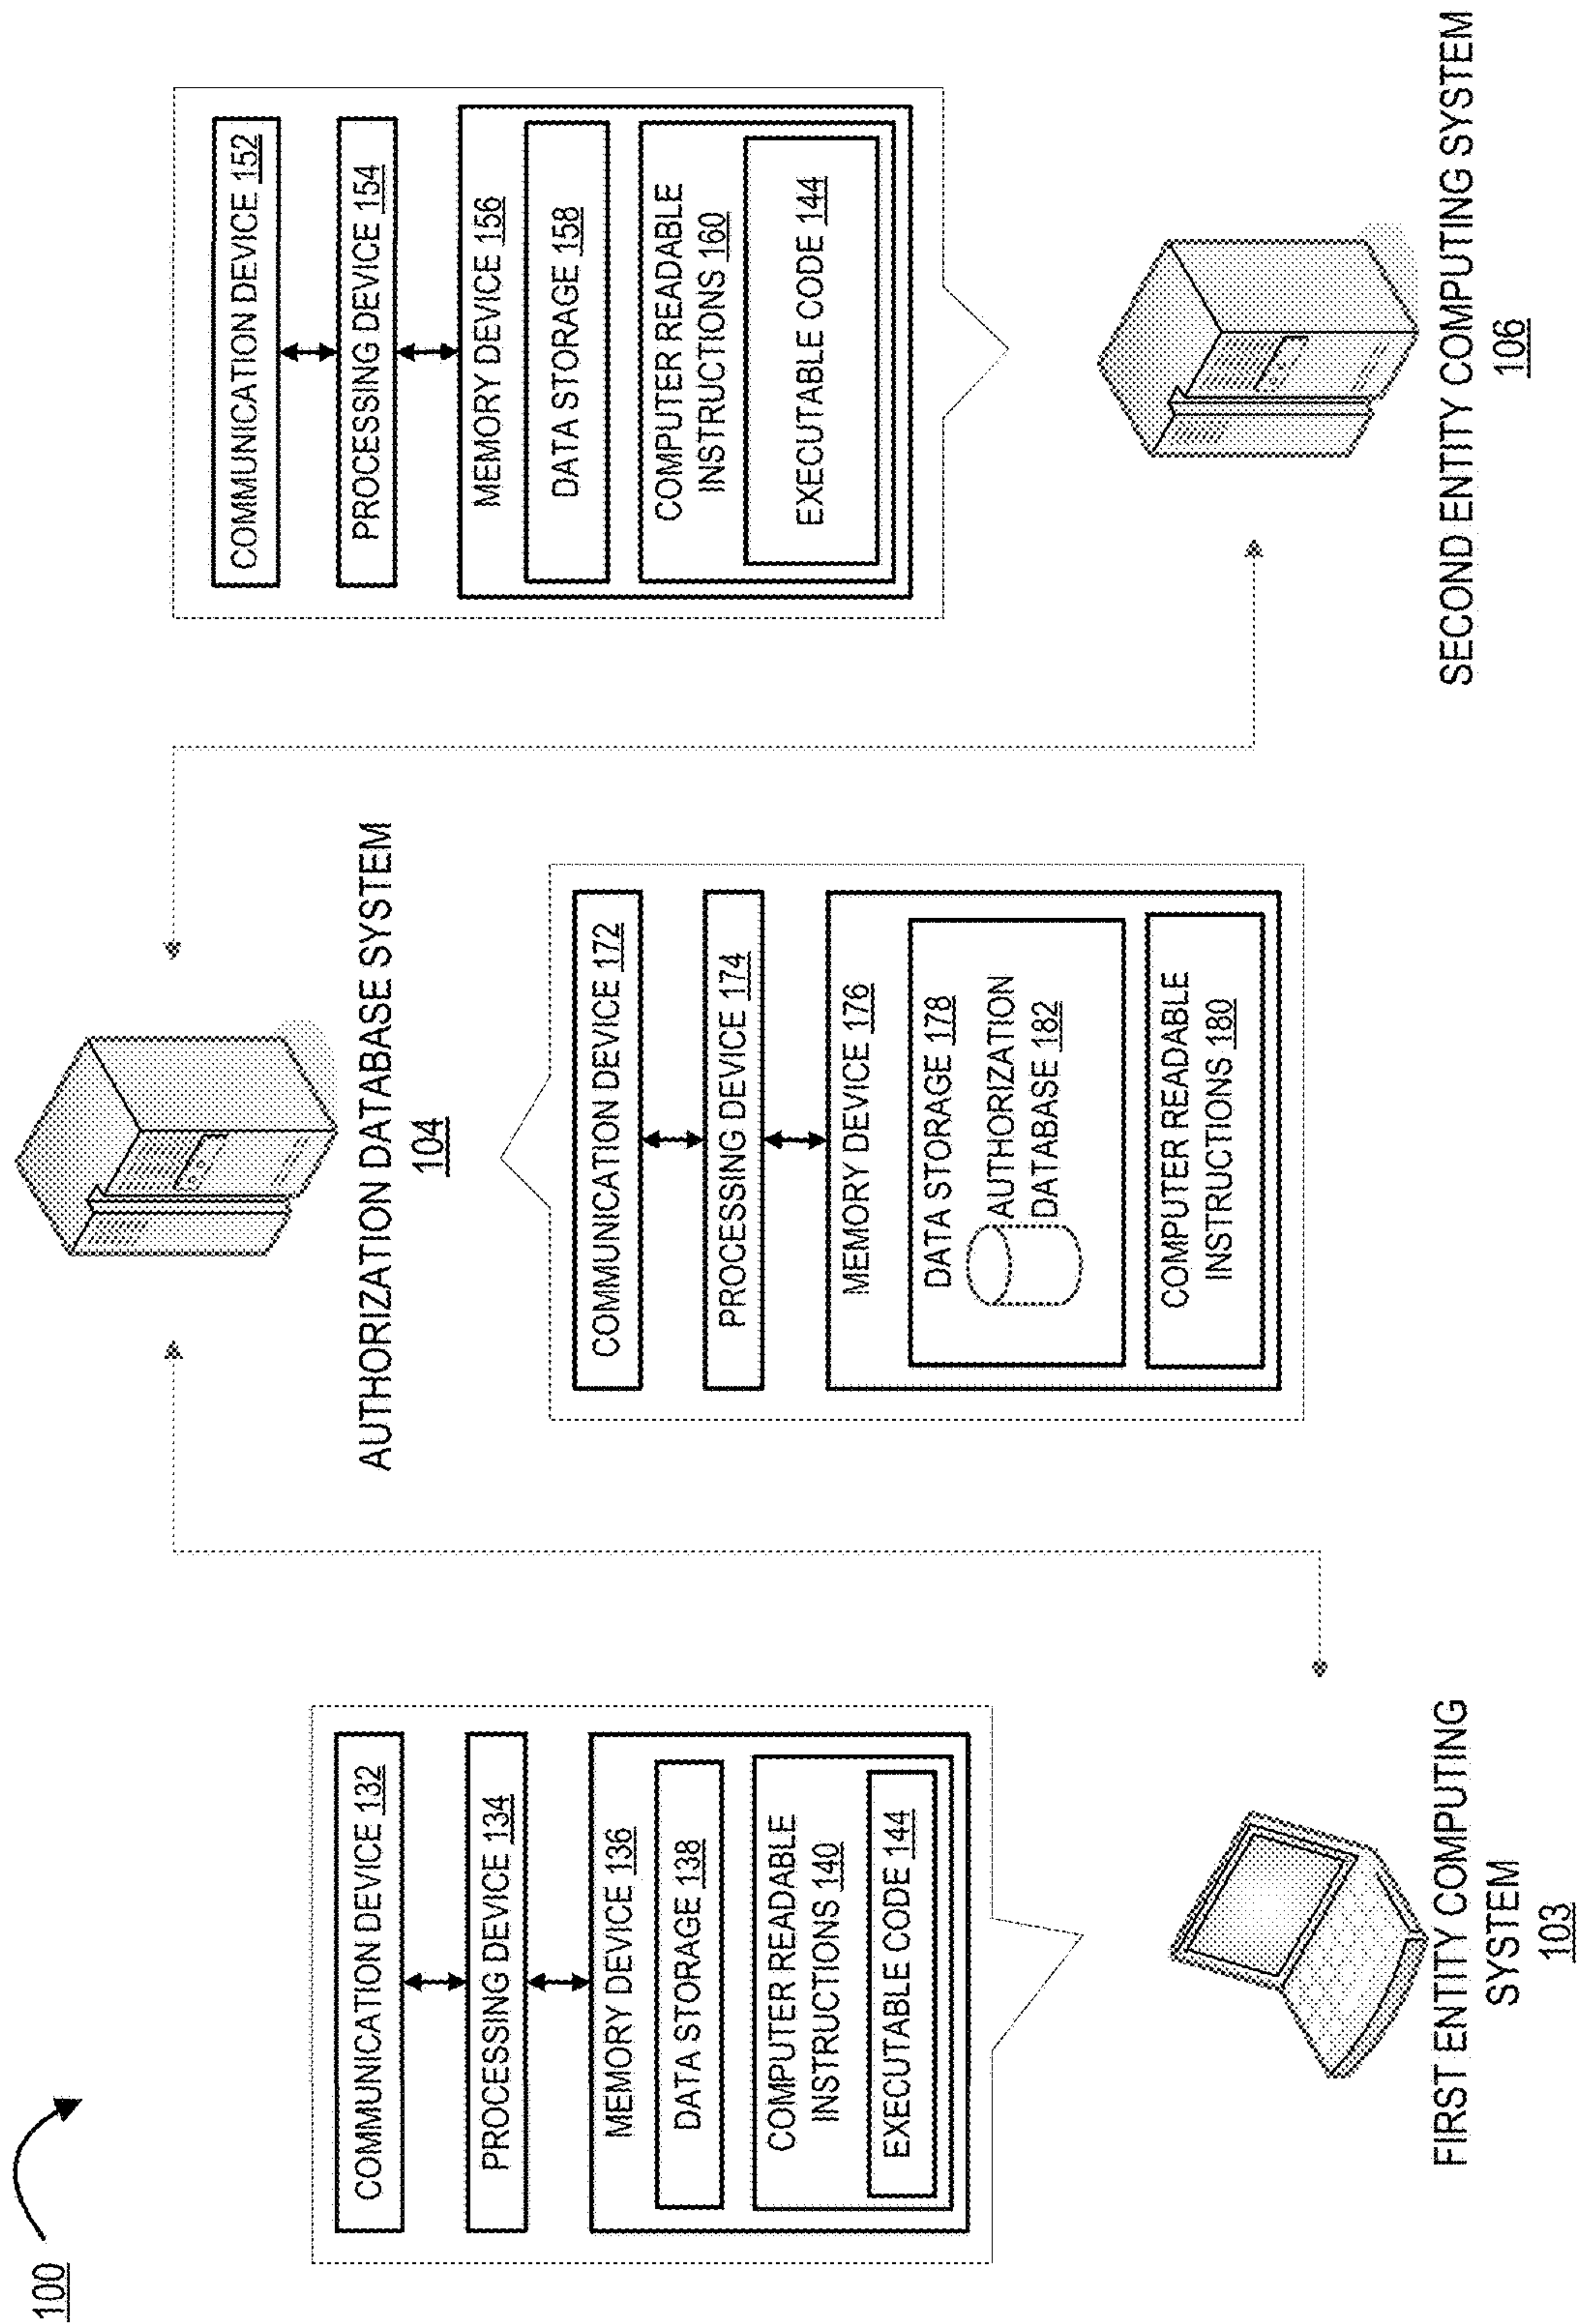 100
COMMUNICATION DEVICE 132
PROCESSING DEVICE 134
MEMORY DEVICE 136
DATA STORAGE 138
COMPUTER READABLE
INSTRUCTIONS 140
EXECUTABLE CODE 144
FIRST ENTITY COMPUTING
SYSTEM
103
AUTHORIZATION DATABASE SYSTEM
104
COMMUNICATION DEVICE 172
PROCESSING DEVICE 174
MEMORY DEVICE 176
DATA STORAGE 178
AUTHORIZATION
DATABASE 182
COMPUTER READABLE
INSTRUCTIONS 180
COMMUNICATION DEVICE 152
PROCESSING DEVICE 154
MEMORY DEVICE 156
DATA STORAGE 158
COMPUTER READABLE
INSTRUCTIONS 160
EXECUTABLE CODE 144
SECOND ENTITY COMPUTING SYSTEM
106